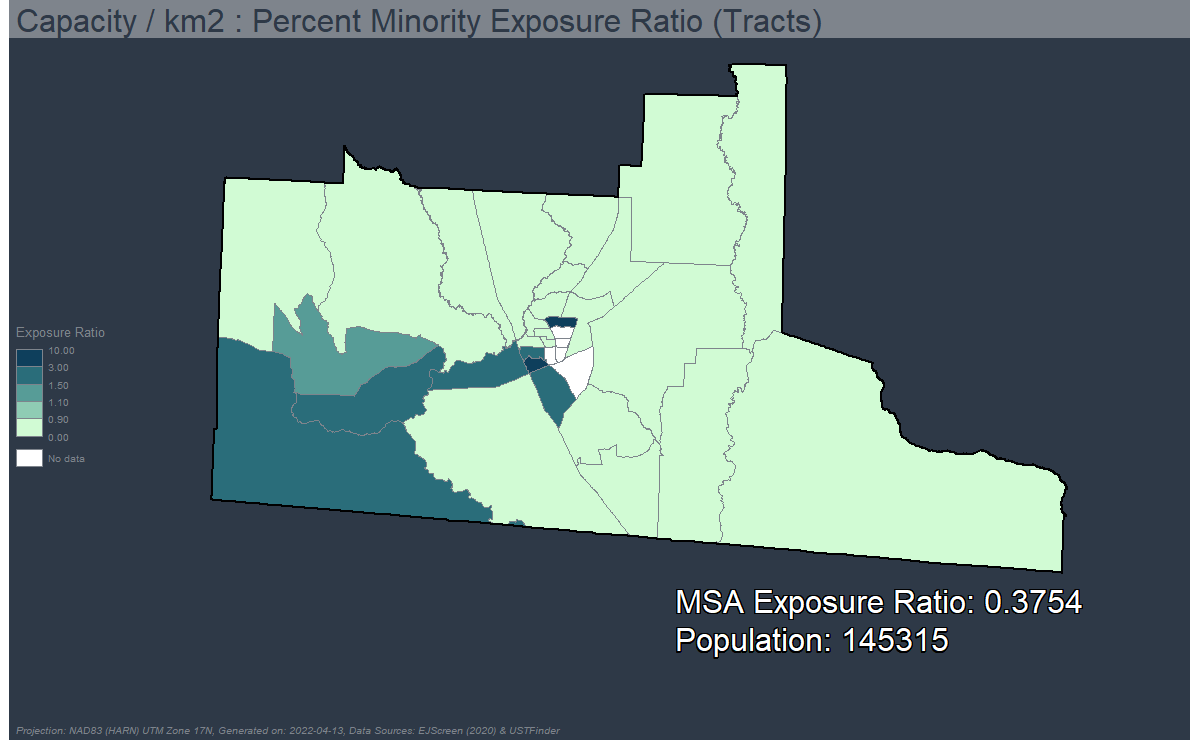 Capacity / km2 : Percent Minority Exposure Ratio (Tracts)
Exposure Ratio
10.00
3.00
1.50
1.10
0.90
0.00
No data
MSA Exposure Ratio: 0.3754
Population: 145315
Projection: NAD83 (HARN) UTM Zone 17N, Generated on: 2022-04-13, Data Sources: EJScreen (2020) & USTFinder